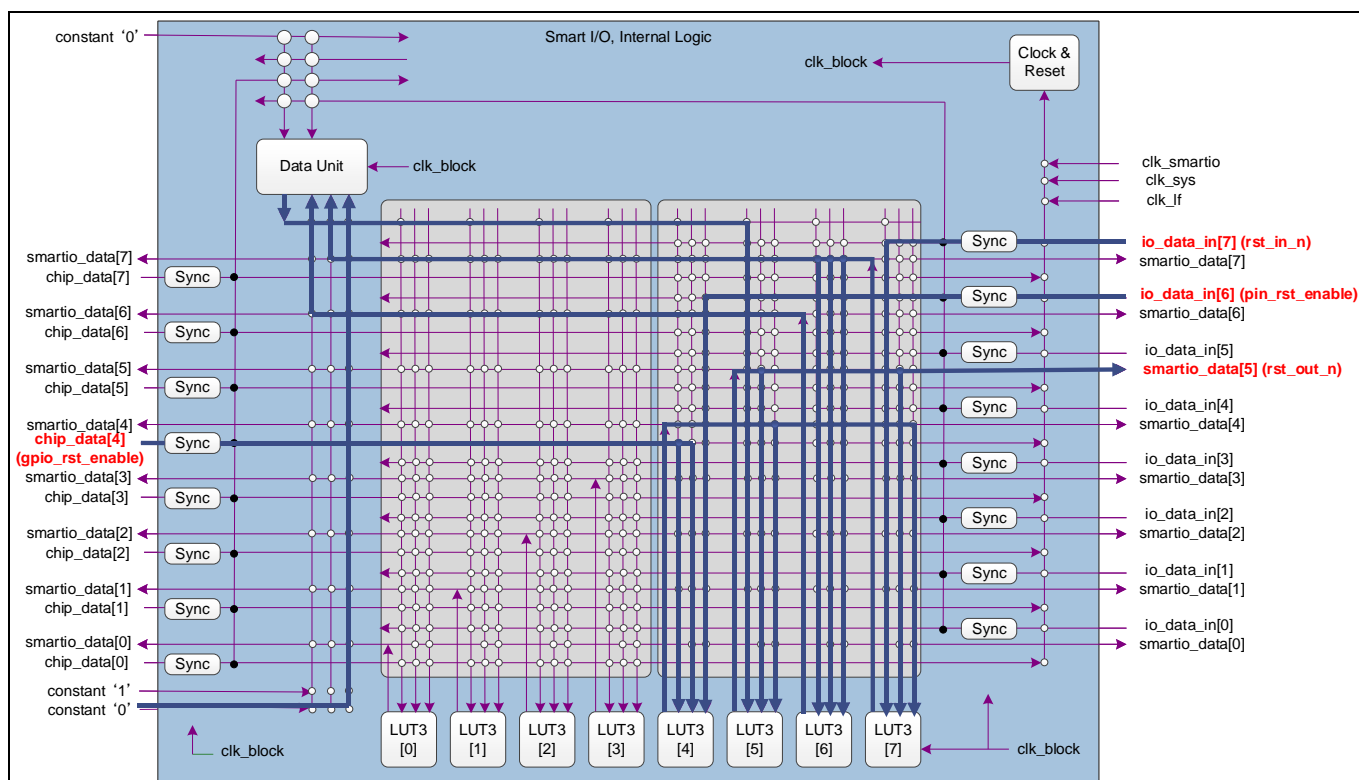 constant ‘0’
Smart I/O, Internal Logic
Clock &
Reset
clk_block
Data Unit
clk_block
clk_smartio
clk_sys
clk_lf
smartio_data[7]
chip_data[7]
Sync
smartio_data[6]
chip_data[6]
Sync
smartio_data[5]
chip_data[5]
Sync
smartio_data[4]
chip_data[4]
(gpio_rst_enable)
Sync
smartio_data[3]
chip_data[3]
Sync
smartio_data[2]
chip_data[2]
Sync
smartio_data[1]
chip_data[1]
Sync
smartio_data[0]
chip_data[0]
Sync
constant ‘1’
constant ‘0’
clk_block
Sync
io_data_in[7] (rst_in_n)
smartio_data[7]
Sync
io_data_in[6] (pin_rst_enable)
smartio_data[6]
Sync
io_data_in[5]
smartio_data[5] (rst_out_n)
Sync
io_data_in[4]
smartio_data[4]
Sync
io_data_in[3]
smartio_data[3]
Sync
io_data_in[2]
smartio_data[2]
Sync
io_data_in[1]
smartio_data[1]
Sync
io_data_in[0]
smartio_data[0]
LUT3
[0]
LUT3
[1]
LUT3
[2]
LUT3
[3]
LUT3
[4]
LUT3
[5]
LUT3
[6]
LUT3
[7]
clk_block